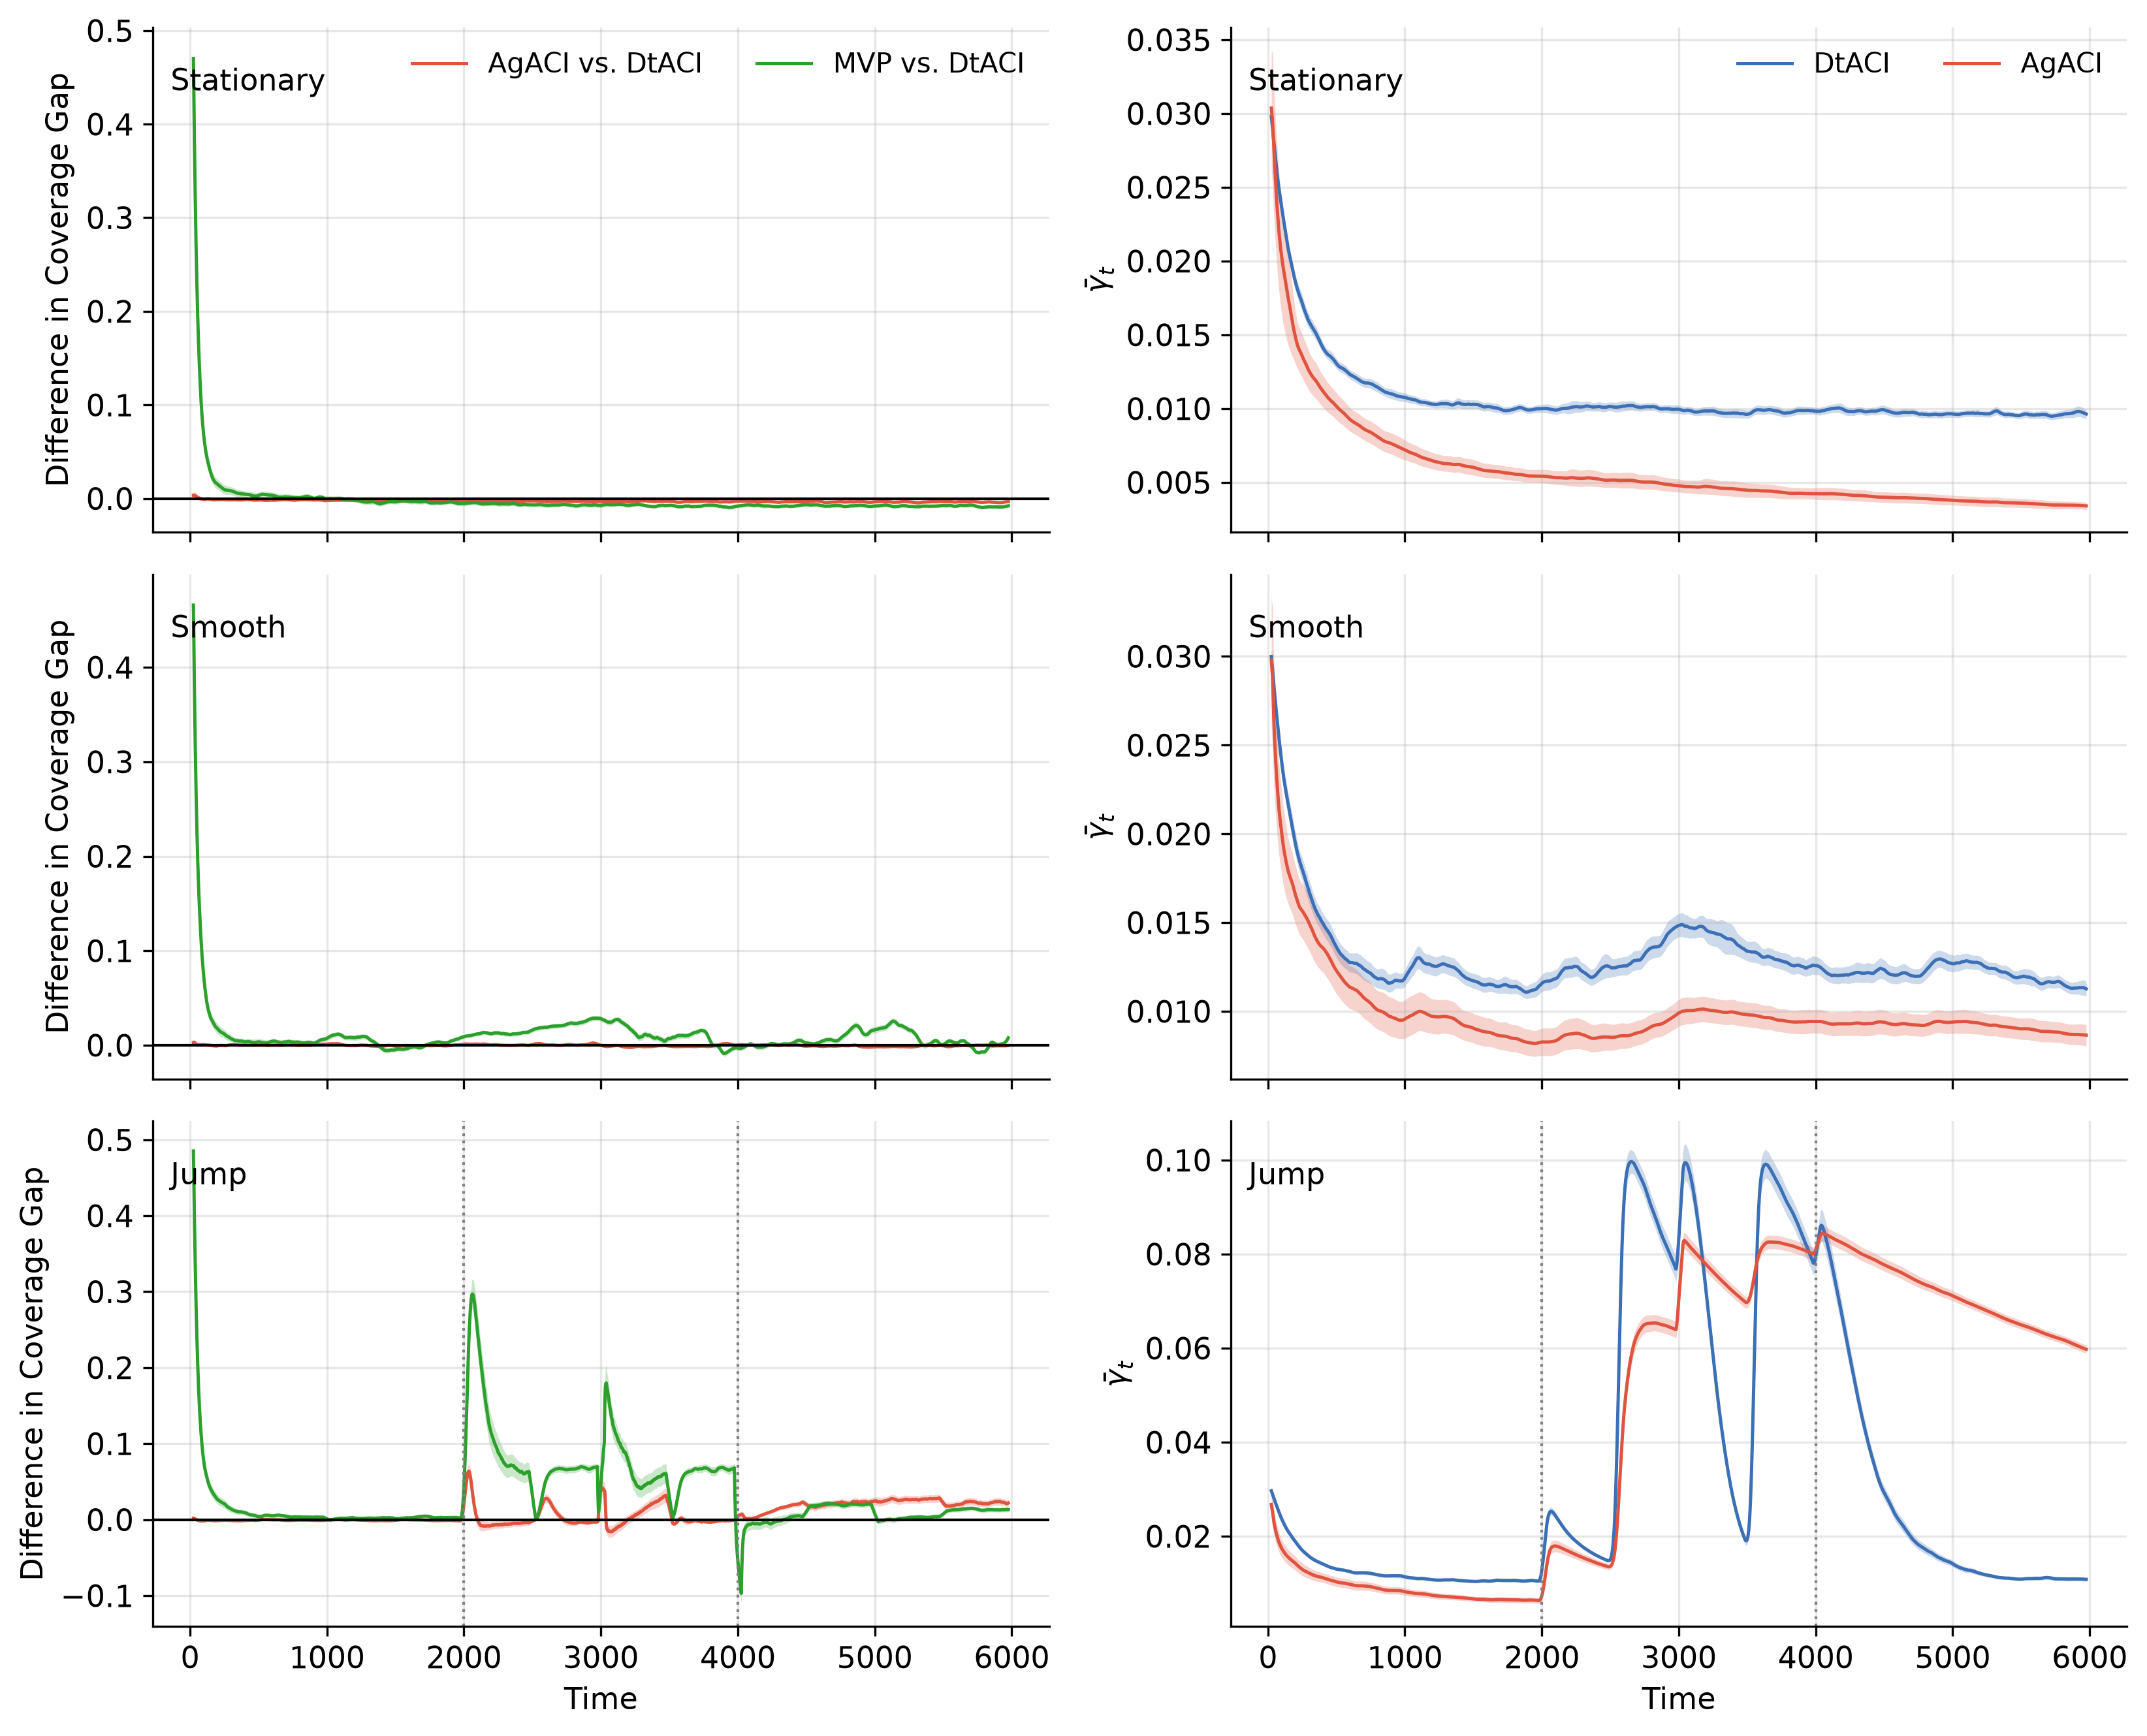 Stationary
AgACI vs. DtACI
MVP vs. DtACI
Difference in Coverage Gap
0.5
0.4
0.3
0.2
0.1
0.0
Stationary
DtACI
AgACI
γ̄t
0.035
0.030
0.025
0.020
0.015
0.010
0.005
Smooth
Difference in Coverage Gap
0.4
0.3
0.2
0.1
0.0
Smooth
γ̄t
0.030
0.025
0.020
0.015
0.010
Jump
Difference in Coverage Gap
0.5
0.4
0.3
0.2
0.1
0.0
−0.1
0 1000 2000 3000 4000 5000 6000
Time
Jump
γ̄t
0.10
0.08
0.06
0.04
0.02
0 1000 2000 3000 4000 5000 6000
Time